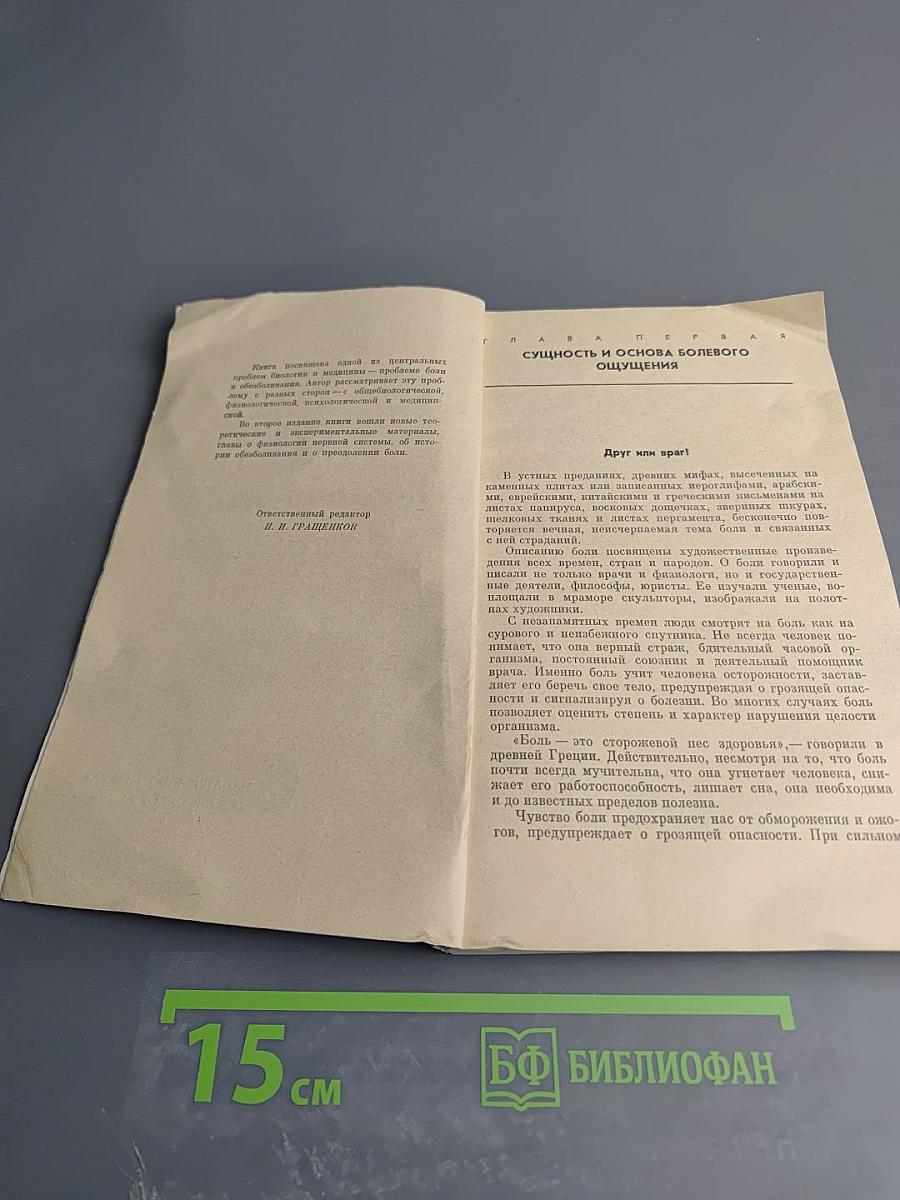 Книга посвящена одной из центральных
проблем биологии и медицины — проблеме боли
и обезболивания. Автор рассматривает эту проб-
лему с разных сторон — с общебиологической,
физиологической, психологической и медицин-
ской.
Во второе издание книги вошли новые тео-
ретические и экспериментальные материалы,
главы о физиологии нервной системы, об исто-
рии обезболивания и о преодолении боли.
Ответственный редактор
Н. И. ГРАЩЕНКОВ
ГЛАВА ПЕРВАЯ
СУЩНОСТЬ И ОСНОВА БОЛЕВОГО
ОЩУЩЕНИЯ
Друг или враг?
В устных преданиях, древних мифах, высеченных на
каменных плитах или записанных иероглифами, арабски-
ми, еврейскими, китайскими и греческими письменами на
листах папируса, восковых дощечках, звериных шкурах,
шелковых тканях и листах пергамента, бесконечно пов-
торяется вечная, неисчерпаемая тема боли и связанных
с ней страданий.
Описанию боли посвящены художественные произве-
дения всех времен, стран и народов. О боли говорили и
писали не только врачи и физиологи, но и государствен-
ные деятели, философы, юристы. Ее изучали ученые, во-
площали в мраморе скульпторы, изображали на полот-
нах художники.
С незапамятных времен люди смотрят на боль как на
сурового и неизбежного спутника. Не всегда человек по-
нимает, что она верный страж, бдительный часовой ор-
ганизма, постоянный союзник и деятельный помощник
врача. Именно боль учит человека осторожности, застав-
ляет его беречь свое тело, предупреждая о грозящей опас-
ности и сигнализируя о болезни. Во многих случаях боль
позволяет оценить степень и характер нарушения целости
организма.
«Боль — это сторожевой пес здоровья»,— говорили в
древней Греции. Действительно, несмотря на то, что боль
почти всегда мучительна, что она угнетает человека, сни-
жает его работоспособность, лишает сна, она необходима
и до известных пределов полезна.
Чувство боли предохраняет нас от обморожения и ожо-
гов, предупреждает о грозящей опасности. При сильном
15 см
БФ БИБЛИОФАН